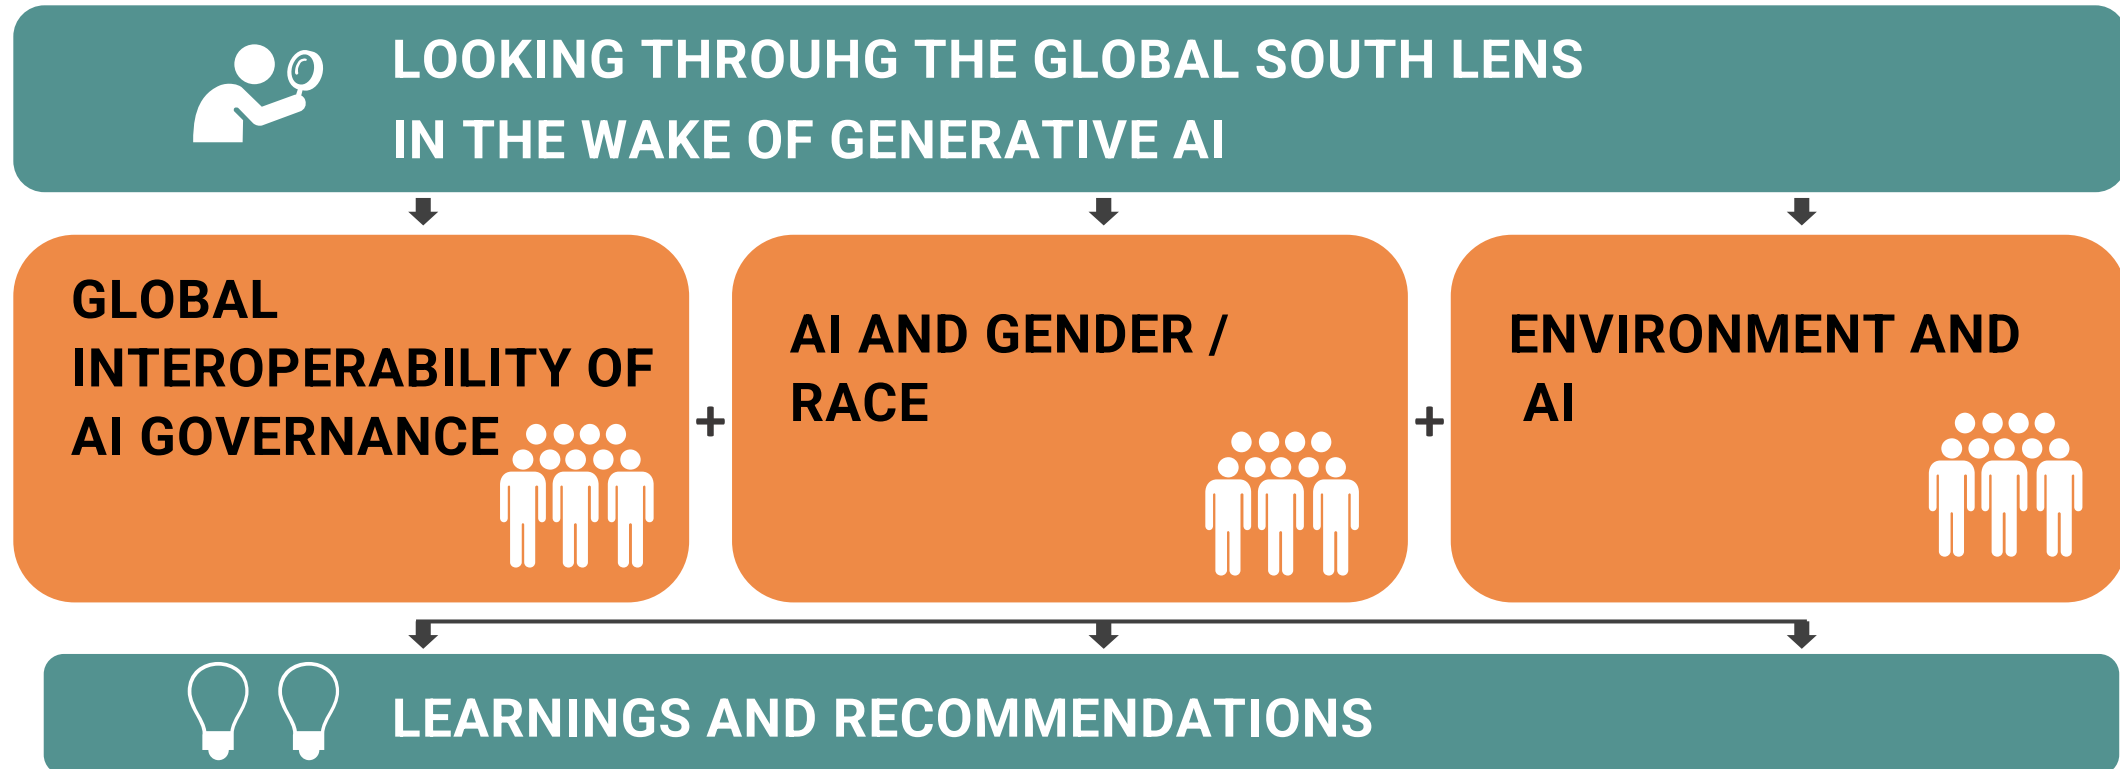 LOOKING THROUHG THE GLOBAL SOUTH LENS
IN THE WAKE OF GENERATIVE AI
GLOBAL
INTEROPERABILITY OF
AI GOVERNANCE
+
AI AND GENDER /
RACE
+
ENVIRONMENT AND
AI
LEARNINGS AND RECOMMENDATIONS